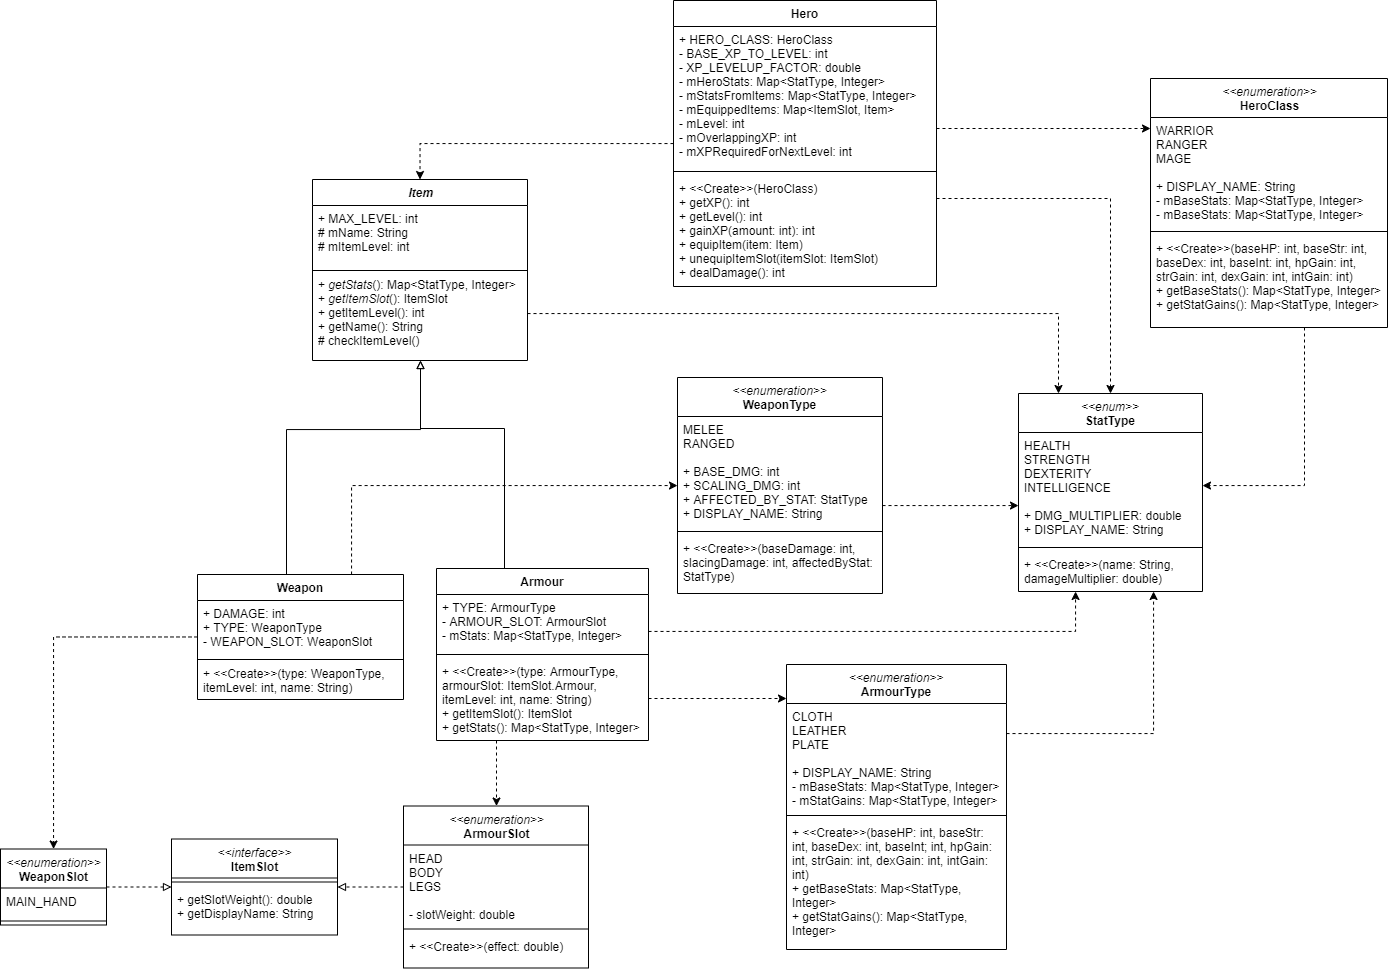 Hero
+ HERO_CLASS: HeroClass
- BASE_XP_TO_LEVEL: int
- XP_LEVELUP_FACTOR: double
- mHeroStats: Map<StatType, Integer>
- mStatsFromItems: Map<StatType, Integer>
- mEquippedItems: Map<ItemSlot, Item>
- mLevel: int
- mOverlappingXP: int
- mXPRequiredForNextLevel: int
+ <<Create>>(HeroClass)
+ getXP(): int
+ getLevel(): int
+ gainXP(amount: int): int
+ equipItem(item: Item)
+ unequipItemSlot(itemSlot: ItemSlot)
+ dealDamage(): int
<<enumeration>>
HeroClass
WARRIOR
RANGER
MAGE
+ DISPLAY_NAME: String
- mBaseStats: Map<StatType, Integer>
- mBaseStats: Map<StatType, Integer>
+ <<Create>>(baseHP: int, baseStr: int,
baseDex: int, baseInt: int, hpGain: int,
strGain: int, dexGain: int, intGain: int)
+ getBaseStats(): Map<StatType, Integer>
+ getStatGains(): Map<StatType, Integer>
Item
+ MAX_LEVEL: int
# mName: String
# mItemLevel: int
+ getStats(): Map<StatType, Integer>
+ getItemSlot(): ItemSlot
+ getItemLevel(): int
+ getName(): String
# checkItemLevel()
<<enumeration>>
WeaponType
MELEE
RANGED
+ BASE_DMG: int
+ SCALING_DMG: int
+ AFFECTED_BY_STAT: StatType
+ DISPLAY_NAME: String
+ <<Create>>(baseDamage: int,
slacingDamage: int, affectedByStat:
StatType)
<<enum>>
StatType
HEALTH
STRENGTH
DEXTERITY
INTELLIGENCE
+ DMG_MULTIPLIER: double
+ DISPLAY_NAME: String
+ <<Create>>(name: String,
damageMultiplier: double)
Weapon
+ DAMAGE: int
+ TYPE: WeaponType
- WEAPON_SLOT: WeaponSlot
+ <<Create>>(type: WeaponType,
itemLevel: int, name: String)
Armour
+ TYPE: ArmourType
- ARMOUR_SLOT: ArmourSlot
- mStats: Map<StatType, Integer>
+ <<Create>>(type: ArmourType,
armourSlot: ItemSlot.Armour,
itemLevel: int, name: String)
+ getItemSlot(): ItemSlot
+ getStats(): Map<StatType, Integer>
<<enumeration>>
ArmourType
CLOTH
LEATHER
PLATE
+ DISPLAY_NAME: String
- mBaseStats: Map<StatType, Integer>
- mStatGains: Map<StatType, Integer>
+ <<Create>>(baseHP: int, baseStr:
int, baseDex: int, baseInt; int, hpGain:
int, strGain: int, dexGain: int, intGain:
int)
+ getBaseStats: Map<StatType,
Integer>
+ getStatGains(): Map<StatType,
Integer>
<<enumeration>>
WeaponSlot
MAIN_HAND
<<interface>>
ItemSlot
+ getSlotWeight(): double
+ getDisplayName: String
<<enumeration>>
ArmourSlot
HEAD
BODY
LEGS
- slotWeight: double
+ <<Create>>(effect: double)